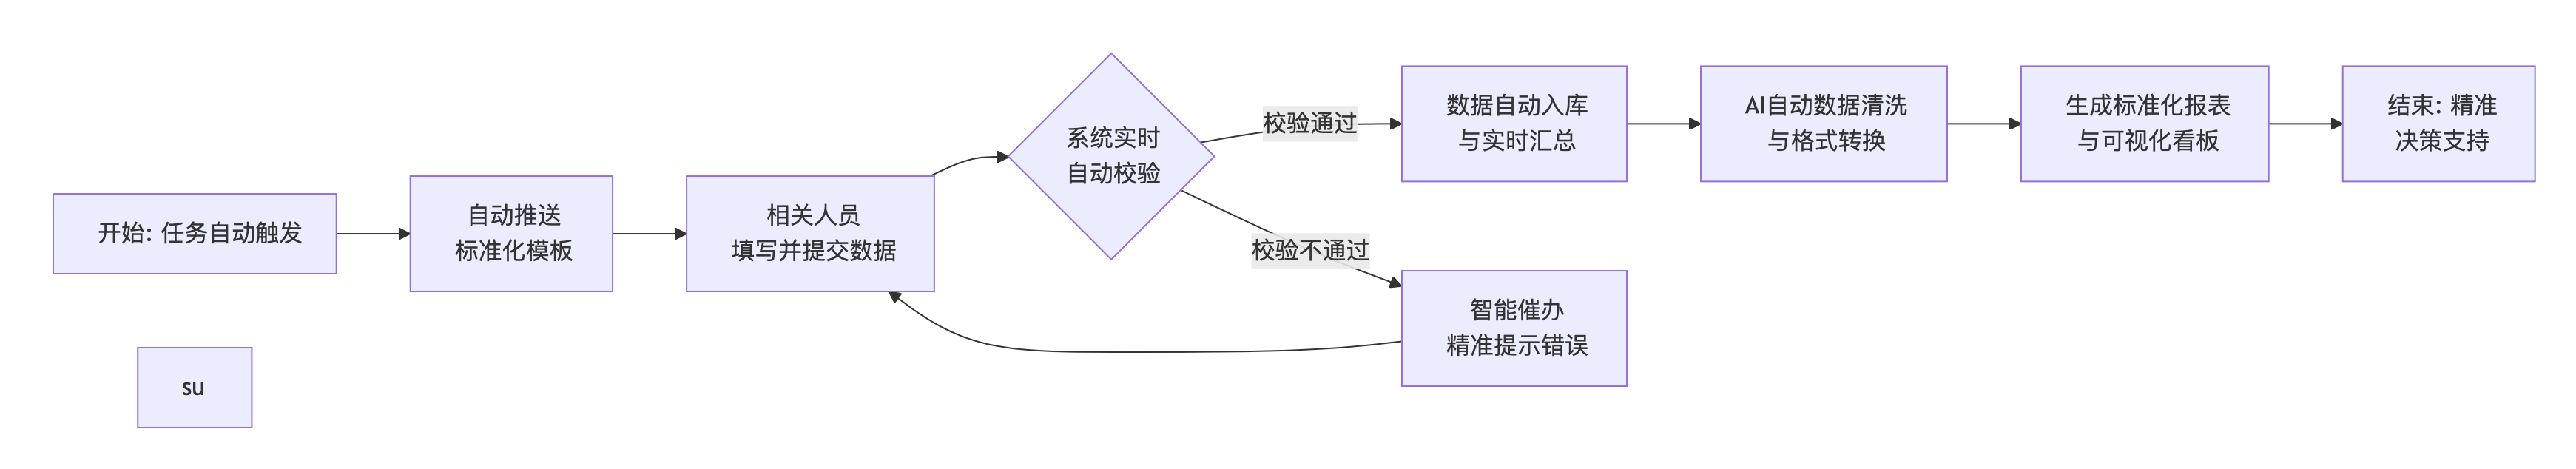 开始: 任务自动触发
自动推送
标准化模板
相关人员
填写并提交数据
系统实时
自动校验
校验通过
数据自动入库
与实时汇总
AI自动数据清洗
与格式转换
生成标准化报表
与可视化看板
结束: 精准
决策支持
校验不通过
智能催办
精准提示错误
su